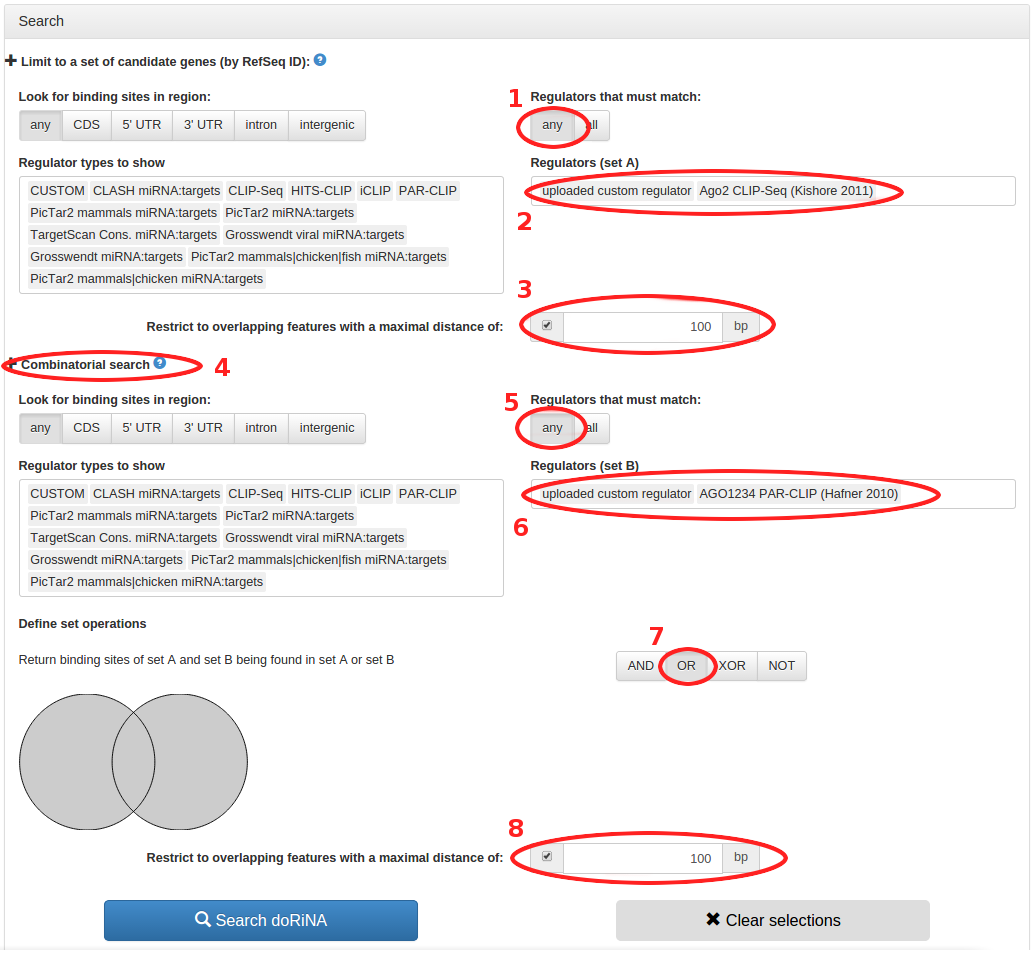 Search
Limit to a set of candidate genes (by RefSeq ID): ?
Look for binding sites in region:
any CDS 5' UTR 3' UTR intron intergenic
1 Regulators that must match:
any all
Regulator types to show
CUSTOM CLASH miRNA:targets CLIP-Seq HITS-CLIP iCLIP PAR-CLIP
PicTar2 mammals miRNA:targets PicTar2 miRNA:targets
TargetScan Cons. miRNA:targets Grosswendt viral miRNA:targets
Grosswendt miRNA:targets PicTar2 mammals|chicken|fish miRNA:targets
PicTar2 mammals|chicken miRNA:targets
Regulators (set A)
uploaded custom regulator Ago2 CLIP-Seq (Kishore 2011)
2
3
Restrict to overlapping features with a maximal distance of: 100 bp
Combinatorial search ? 4
Look for binding sites in region:
any CDS 5' UTR 3' UTR intron intergenic
5 Regulators that must match:
any all
Regulator types to show
CUSTOM CLASH miRNA:targets CLIP-Seq HITS-CLIP iCLIP PAR-CLIP
PicTar2 mammals miRNA:targets PicTar2 miRNA:targets
TargetScan Cons. miRNA:targets Grosswendt viral miRNA:targets
Grosswendt miRNA:targets PicTar2 mammals|chicken|fish miRNA:targets
PicTar2 mammals|chicken miRNA:targets
Regulators (set B)
uploaded custom regulator AGO1234 PAR-CLIP (Hafner 2010)
6
Define set operations
7
Return binding sites of set A and set B being found in set A or set B
AND OR XOR NOT
8
Restrict to overlapping features with a maximal distance of: 100 bp
Search doRiNA
Clear selections